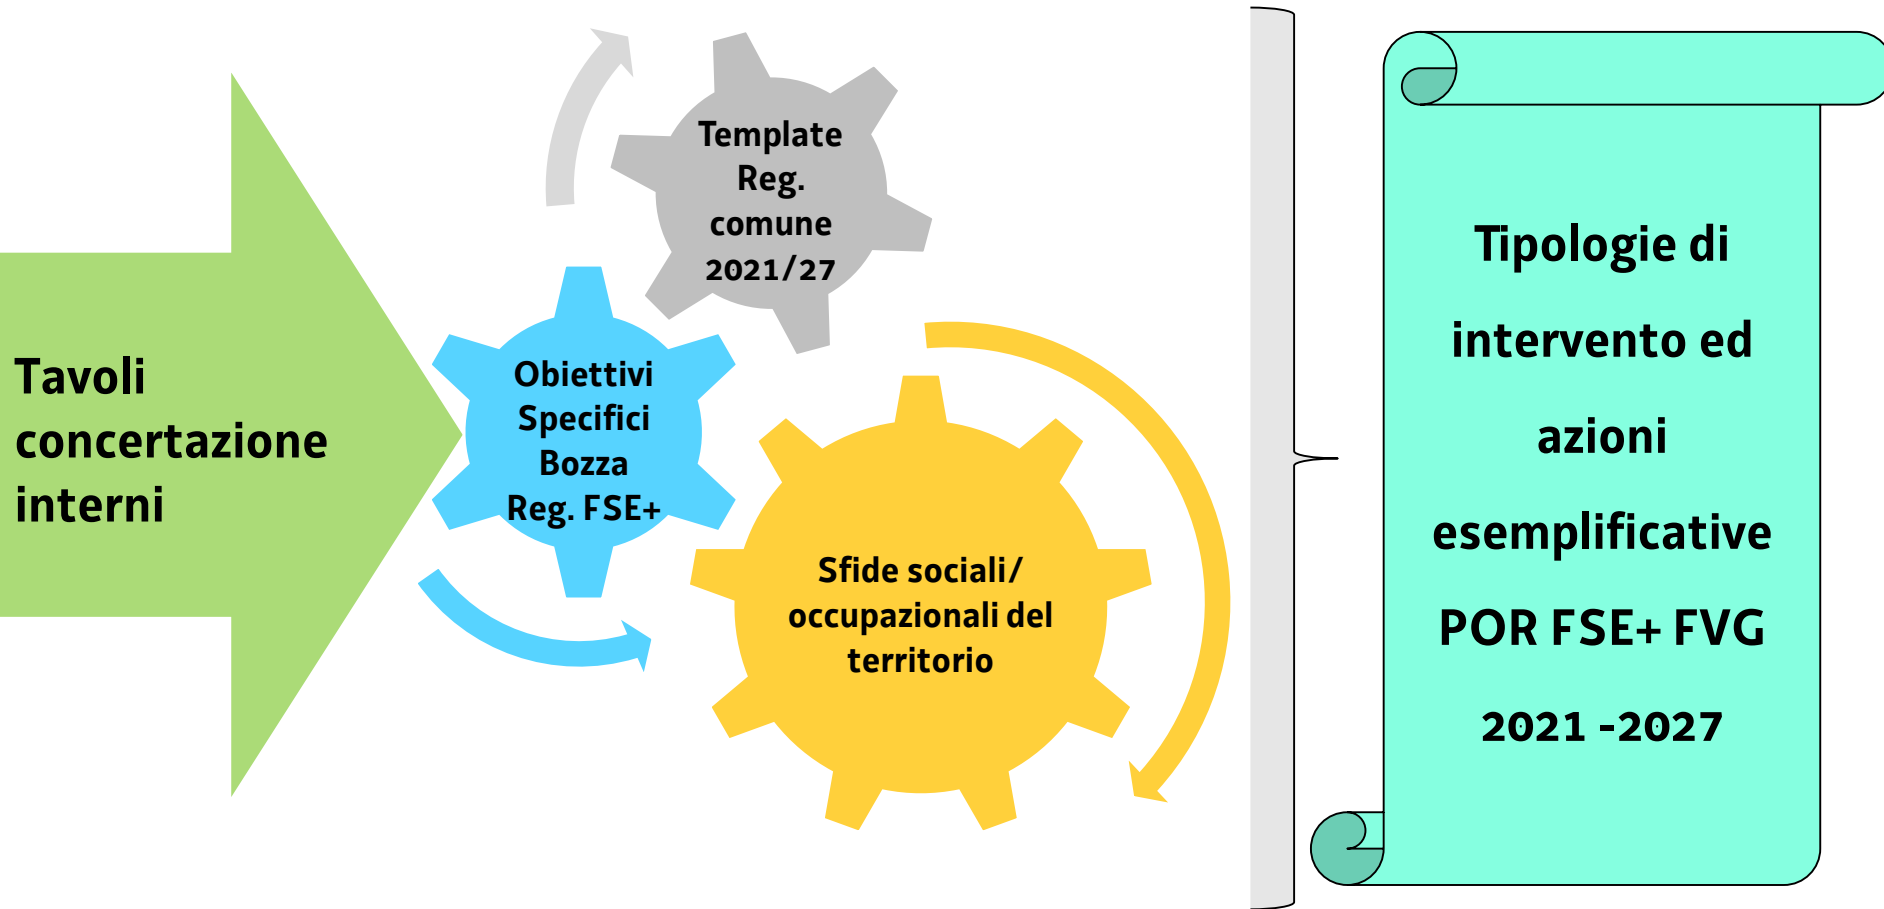 Tavoli
concertazione
interni
Template
Reg.
comune
2021/27
Obiettivi
Specifici
Bozza
Reg. FSE+
Sfide sociali/
occupazionali del
territorio
Tipologie di
intervento ed
azioni
esemplificative
POR FSE+ FVG
2021 -2027